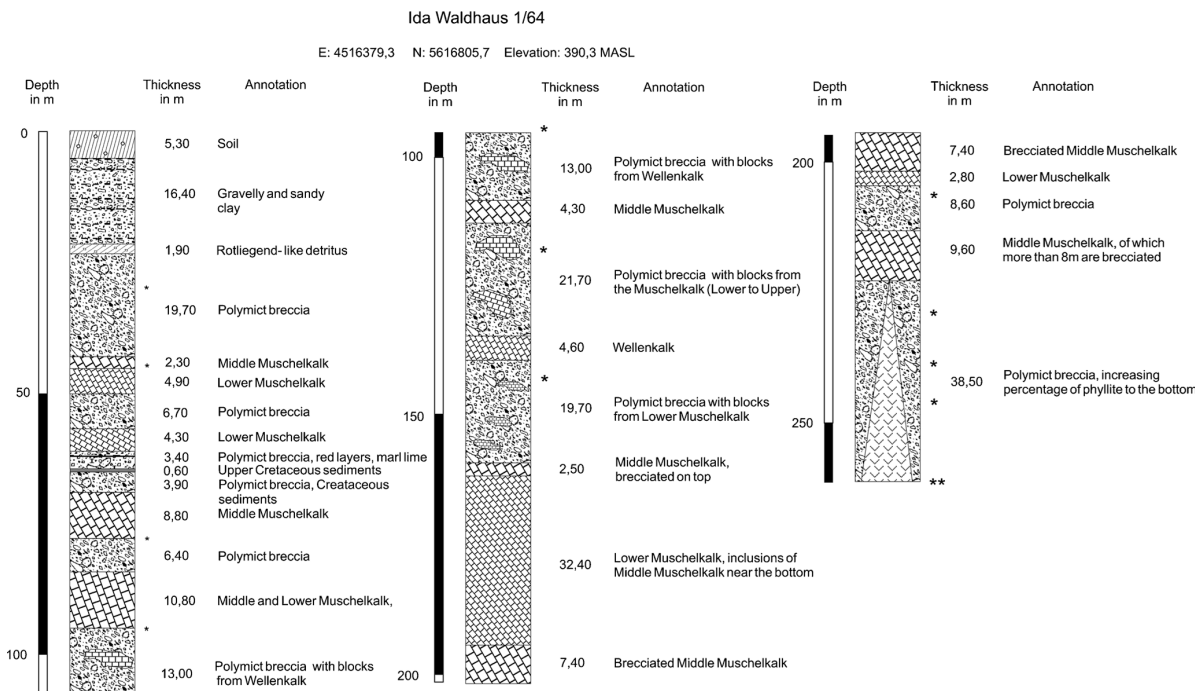 Ida Waldhaus 1/64
E: 4516379,3 N: 5616805,7 Elevation: 390,3 MASL
Depth
in m
Thickness
in m
Annotation
0
5,30 Soil
16,40 Gravelly and sandy
clay
1,90 Rotliegend- like detritus
*
19,70 Polymict breccia
2,30 Middle Muschelkalk
*
4,90 Lower Muschelkalk
50
6,70 Polymict breccia
4,30 Lower Muschelkalk
3,40 Polymict breccia, red layers, marl lime
0,60 Upper Cretaceous sediments
3,90 Polymict breccia, Creataceous
sediments
8,80 Middle Muschelkalk
*
6,40 Polymict breccia
10,80 Middle and Lower Muschelkalk,
*
100
13,00 Polymict breccia with blocks
from Wellenkalk
Depth
in m
Thickness
in m
Annotation
*
100
13,00 Polymict breccia with blocks
from Wellenkalk
4,30 Middle Muschelkalk
*
21,70 Polymict breccia with blocks from
the Muschelkalk (Lower to Upper)
4,60 Wellenkalk
*
19,70 Polymict breccia with blocks
from Lower Muschelkalk
150
2,50 Middle Muschelkalk,
brecciated on top
32,40 Lower Muschelkalk, inclusions of
Middle Muschelkalk near the bottom
7,40 Brecciated Middle Muschelkalk
200
Depth
in m
Thickness
in m
Annotation
7,40 Brecciated Middle Muschelkalk
200
2,80 Lower Muschelkalk
*
8,60 Polymict breccia
9,60 Middle Muschelkalk, of which
more than 8m are brecciated
*
*
38,50 Polymict breccia, increasing
percentage of phyllite to the bottom
*
250
**